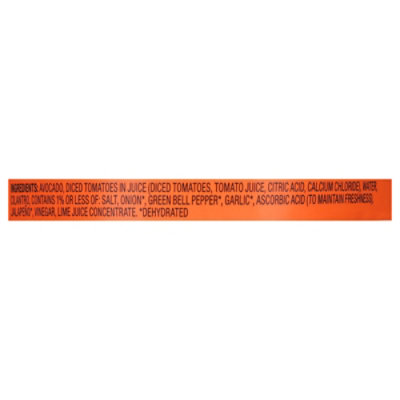 INGREDIENTS: AVOCADO, DICED TOMATOES IN JUICE (DICED TOMATOES, TOMATO JUICE, CITRIC ACID, CALCIUM CHLORIDE), WATER,
CILANTRO, CONTAINS 1% OR LESS OF: SALT, ONION*, GREEN BELL PEPPER*, GARLIC*, ASCORBIC ACID (TO MAINTAIN FRESHNESS),
JALAPEÑO*, VINEGAR, LIME JUICE CONCENTRATE. *DEHYDRATED